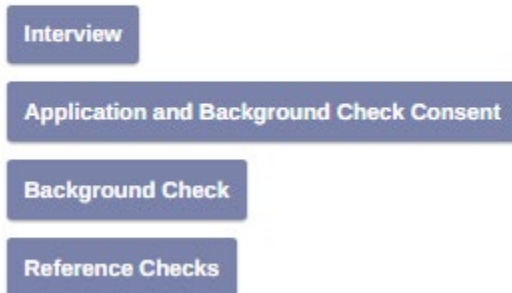 Interview
Application and Background Check Consent
Background Check
Reference Checks